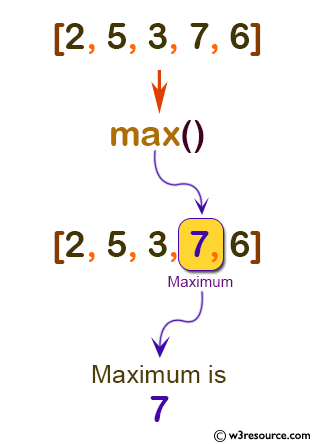 [2, 5, 3, 7, 6]
max()
[2, 5, 3, 7, 6]
Maximum
Maximum is
7
© w3resource.com